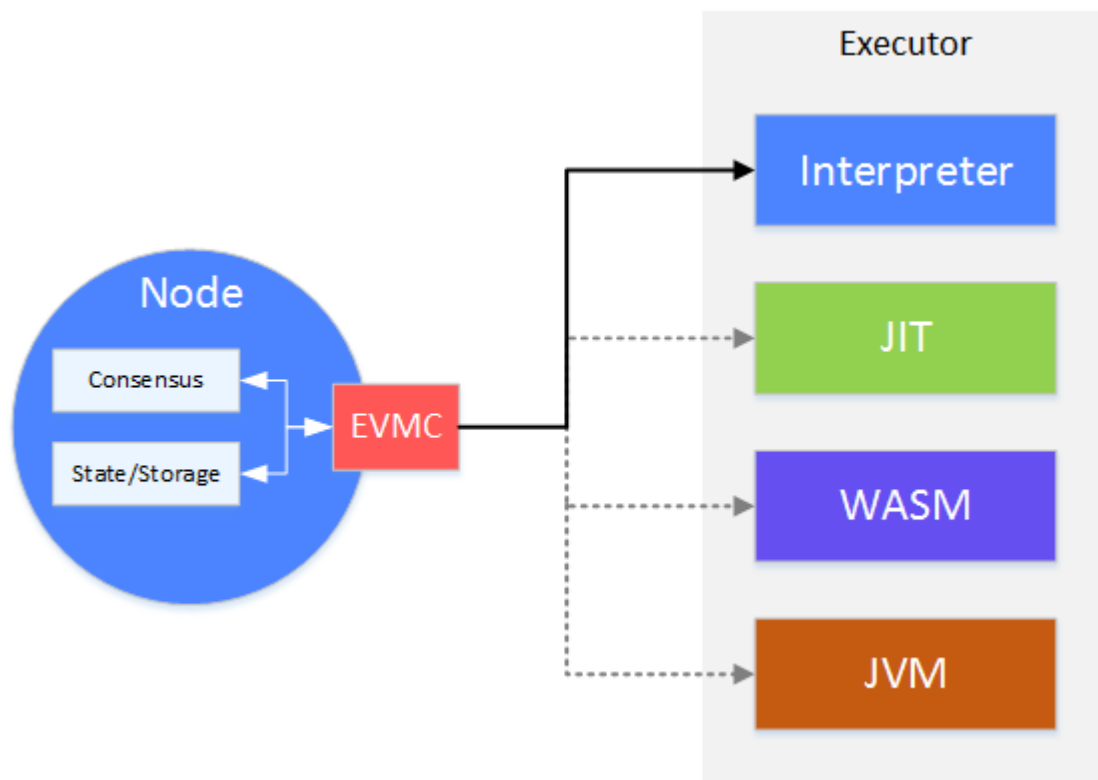 Executor
Interpreter
Node
JIT
Consensus
EVMC
State/Storage
WASM
JVM